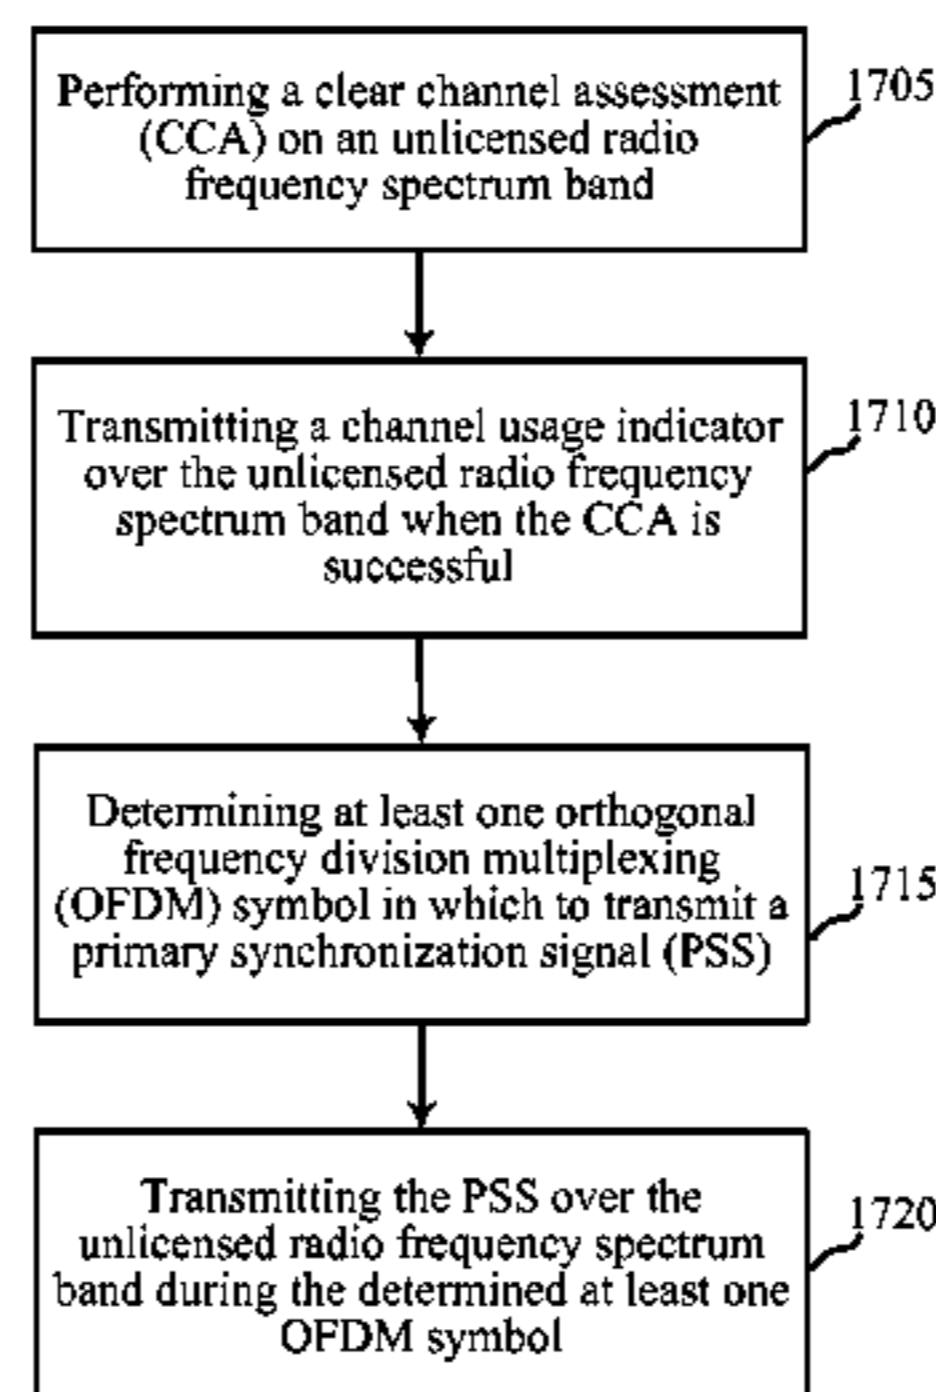 Performing a clear channel assessment
(CCA) on an unlicensed radio
frequency spectrum band
1705
Transmitting a channel usage indicator
over the unlicensed radio frequency
spectrum band when the CCA is
successful
1710
Determining at least one orthogonal
frequency division multiplexing
(OFDM) symbol in which to transmit a
primary synchronization signal (PSS)
1715
Transmitting the PSS over the
unlicensed radio frequency spectrum
band during the determined at least one
OFDM symbol
1720